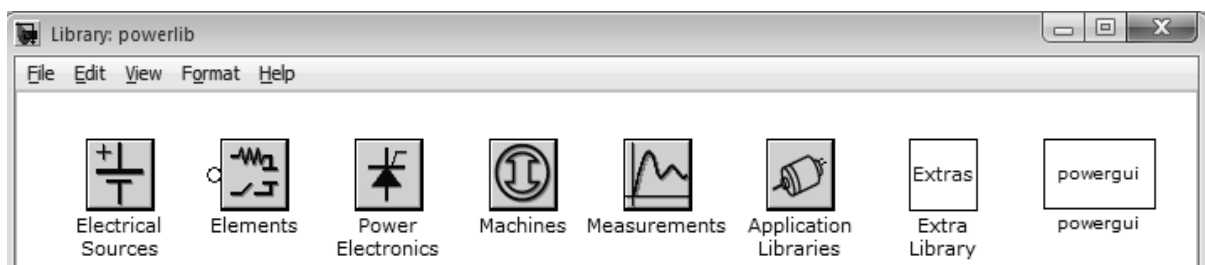 Library: powerlib
File Edit View Format Help
Extras
powergui
Electrical
Sources
Elements
Power
Electronics
Machines
Measurements
Application
Libraries
Extra
Library
powergui